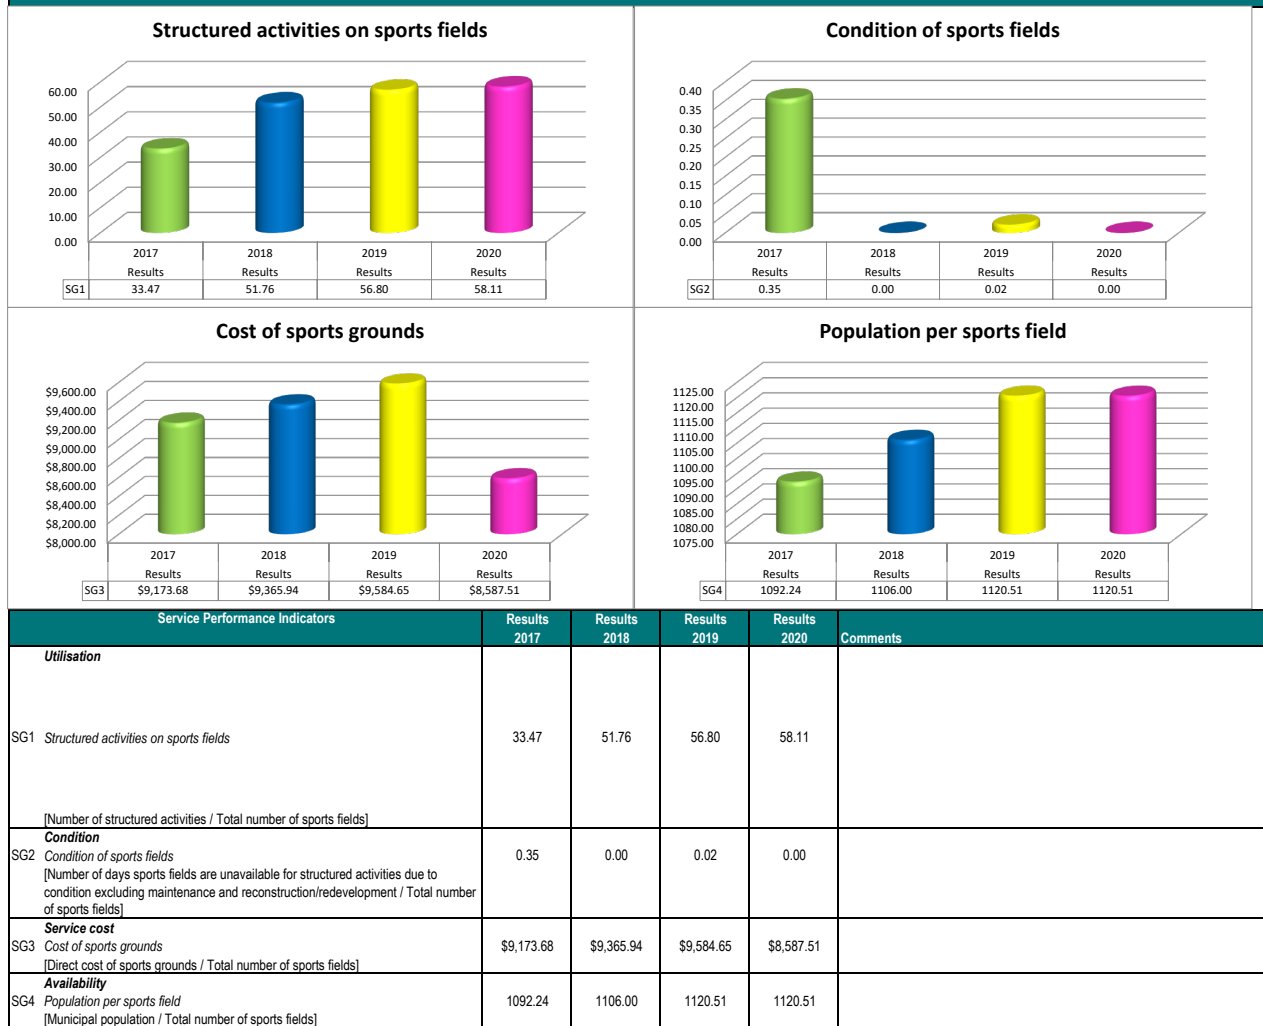 Structured activities on sports fields
60.00
50.00
40.00
30.00
20.00
10.00
0.00
2017 2018 2019 2020
Results Results Results Results
SG1 33.47 51.76 56.80 58.11
Condition of sports fields
0.40
0.35
0.30
0.25
0.20
0.15
0.10
0.05
0.00
2017 2018 2019 2020
Results Results Results Results
SG2 0.35 0.00 0.02 0.00
Cost of sports grounds
$9,600.00
$9,400.00
$9,200.00
$9,000.00
$8,800.00
$8,600.00
$8,400.00
$8,200.00
$8,000.00
2017 2018 2019 2020
Results Results Results Results
SG3 $9,173.68 $9,365.94 $9,584.65 $8,587.51
Population per sports field
1125.00
1120.00
1115.00
1110.00
1105.00
1100.00
1095.00
1090.00
1085.00
1080.00
1075.00
2017 2018 2019 2020
Results Results Results Results
SG4 1092.24 1106.00 1120.51 1120.51
Service Performance Indicators Results Results Results Results
2017 2018 2019 2020 Comments
Utilisation
SG1 Structured activities on sports fields 33.47 51.76 56.80 58.11
[Number of structured activities / Total number of sports fields]
Condition
SG2 Condition of sports fields 0.35 0.00 0.02 0.00
[Number of days sports fields are unavailable for structured activities due to
condition excluding maintenance and reconstruction/redevelopment / Total number
of sports fields]
Service cost
SG3 Cost of sports grounds $9,173.68 $9,365.94 $9,584.65 $8,587.51
[Direct cost of sports grounds / Total number of sports fields]
Availability
SG4 Population per sports field 1092.24 1106.00 1120.51 1120.51
[Municipal population / Total number of sports fields]